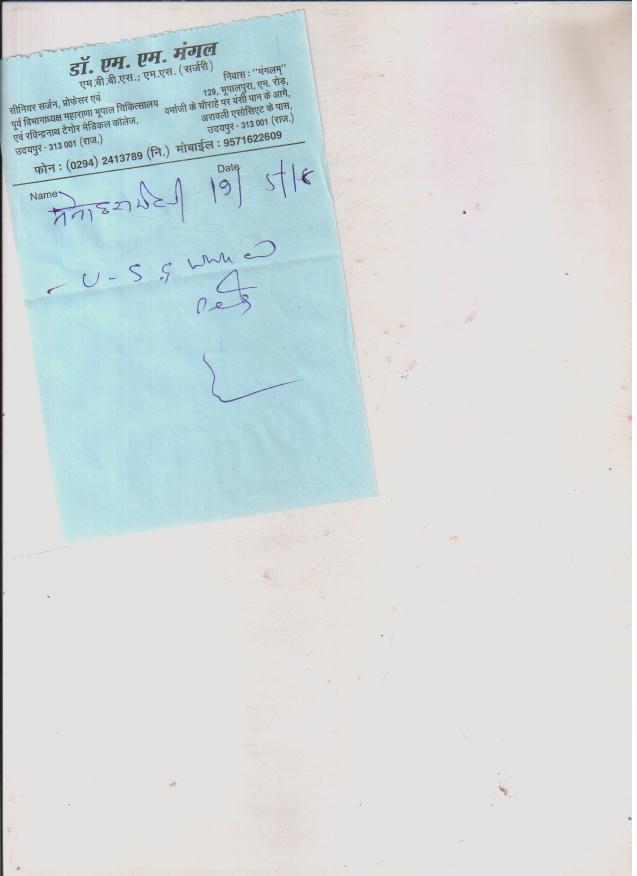 डॉ. एम. एम. मंगल
एम.बी.बी.एस.; एम.एस. (सर्जरी)
सीनियर सर्जन, प्रोफेसर एवं
पूर्व विभागाध्यक्ष महाराणा भूपाल चिकित्सालय
एवं रविन्द्रनाथ टैगोर मेडिकल कॉलेज,
उदयपुर - 313 001 (राज.)
निवास : "मंगलम्"
129, भूपालपुरा, एम. रोड़,
वर्माजी के चौराहे पर बंसी पान के आगे,
अरावली एसोसिएट के पास,
उदयपुर - 313 001 (राज.)
फोन : (0294) 2413789 (नि.) मोबाईल : 9571622609
Name
Date 19/5/18
- U-S.G